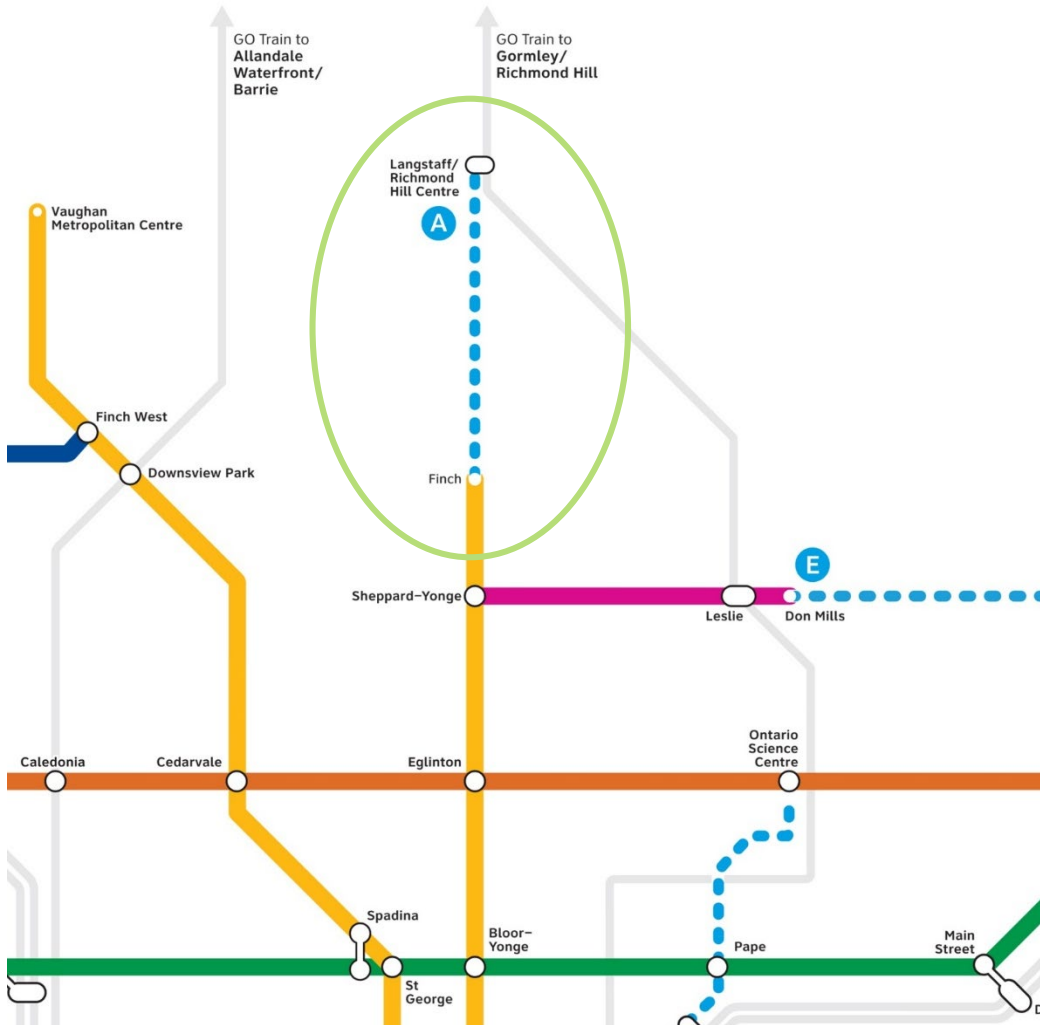 GO Train to
Allandale
Waterfront/
Barrie
GO Train to
Gormley/
Richmond Hill
Langstaff/
Richmond
Hill Centre
A
Vaughan
Metropolitan Centre
Finch West
Downsview Park
Finch
E
Sheppard–Yonge
Leslie
Don Mills
Caledonia
Cedarvale
Eglinton
Ontario
Science
Centre
Spadina
Bloor–
Yonge
Pape
Main
Street
St
George